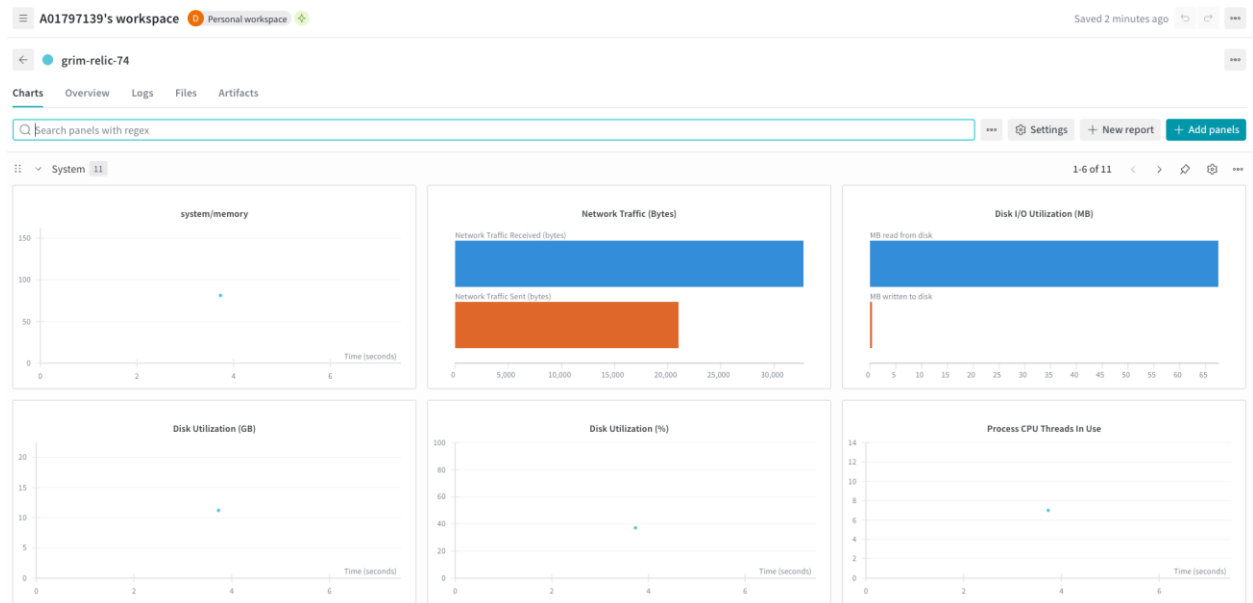 A01797139's workspace D Personal workspace Saved 2 minutes ago
grim-relic-74
Charts Overview Logs Files Artifacts
Search panels with regex Settings + New report + Add panels
System 11 1-6 of 11
system/memory
150
100
50
0
Time (seconds)
0 2 4 6
Network Traffic (Bytes)
Network Traffic Received (bytes)
Network Traffic Sent (bytes)
0 5,000 10,000 15,000 20,000 25,000 30,000
Disk I/O Utilization (MB)
MB read from disk
MB written to disk
0 5 10 15 20 25 30 35 40 45 50 55 60 65
Disk Utilization (GB)
20
15
10
5
0
Time (seconds)
0 2 4 6
Disk Utilization (%)
100
80
60
40
20
0
Time (seconds)
0 2 4 6
Process CPU Threads In Use
14
12
10
8
6
4
2
0
Time (seconds)
0 2 4 6